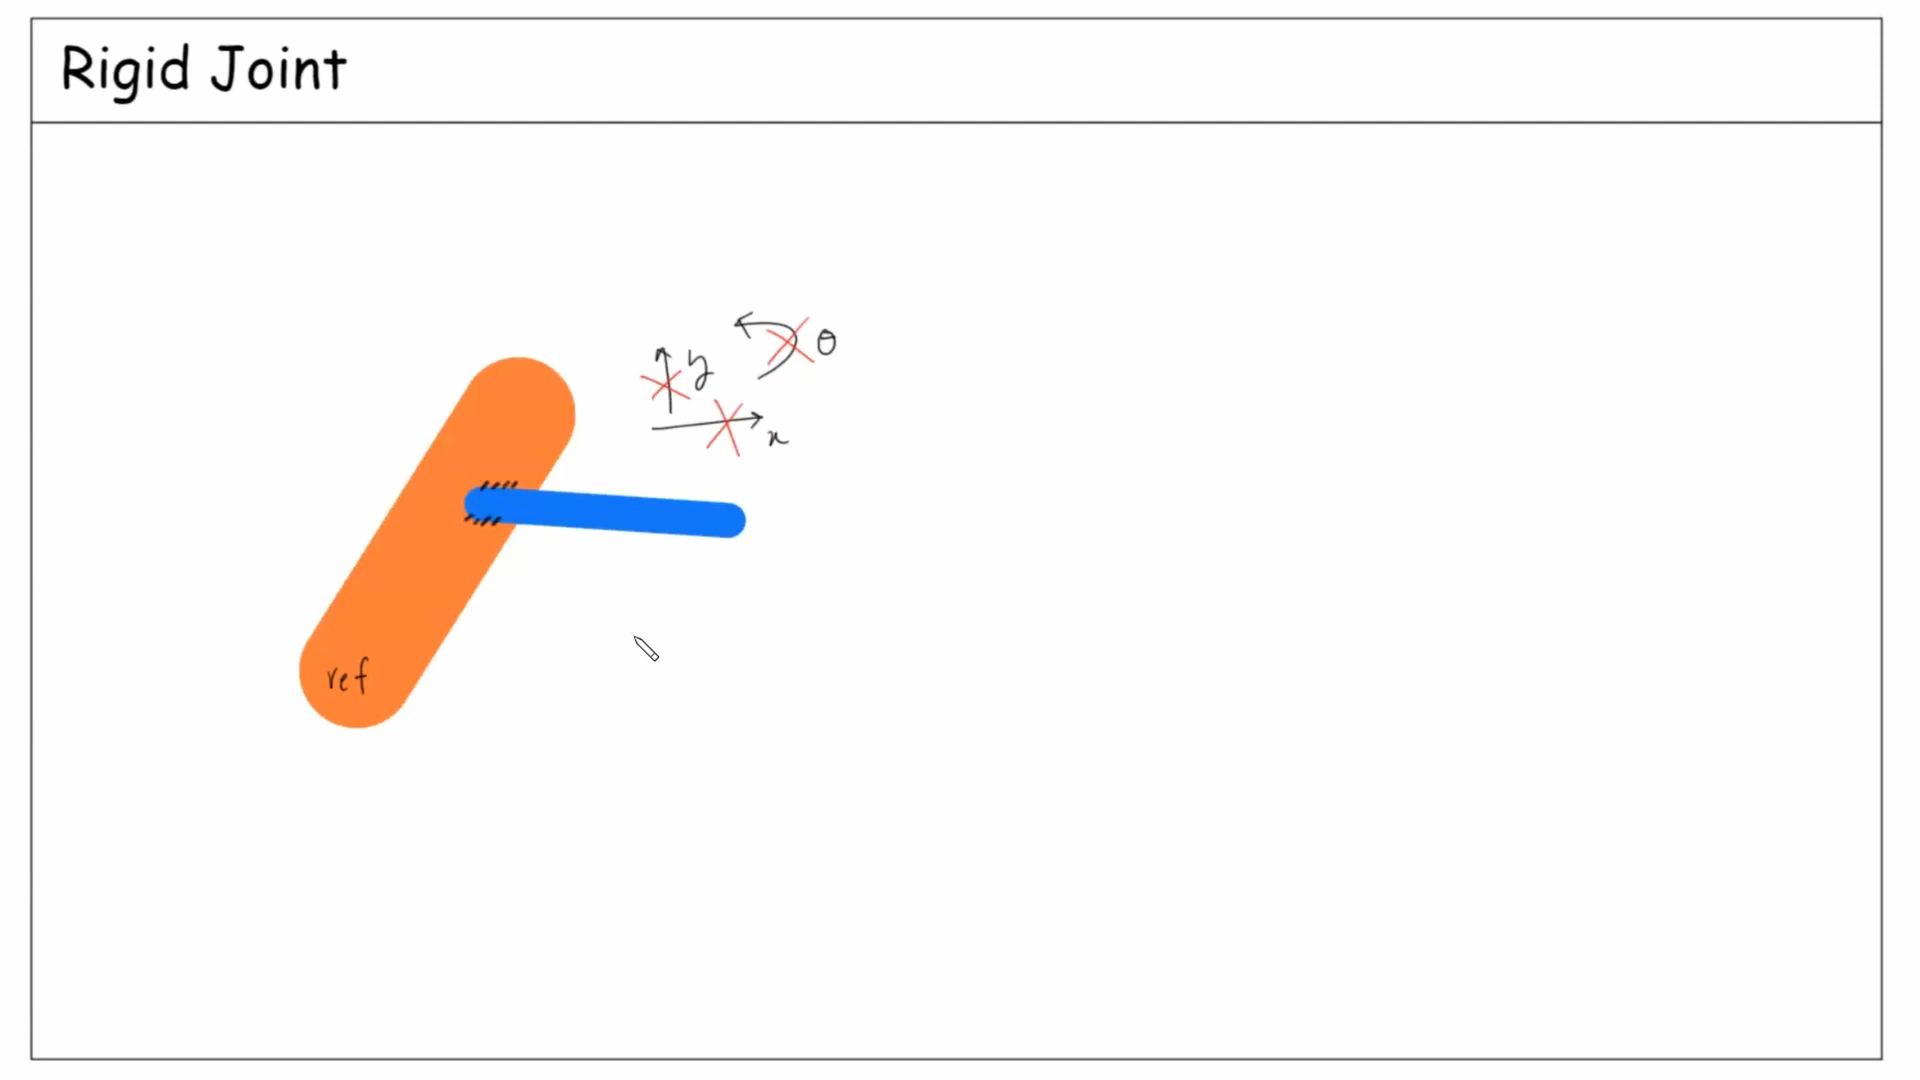 Rigid Joint
θ
y
x
ref